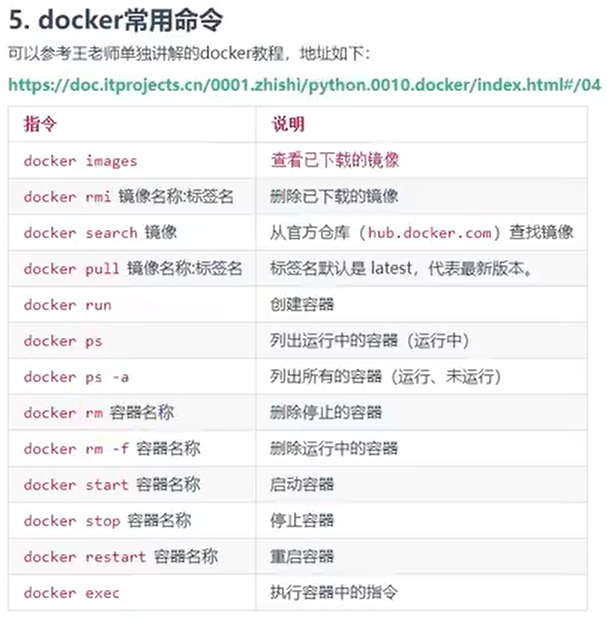 5. docker常用命令
可以参考王老师单独讲解的docker教程，地址如下：
https://doc.itprojects.cn/0001.zhishi/python.0010.docker/index.html#/04
指令 说明
docker images 查看已下载的镜像
docker rmi 镜像名称:标签名 删除已下载的镜像
docker search 镜像 从官方仓库（hub.docker.com）查找镜像
docker pull 镜像名称:标签名 标签名默认是 latest，代表最新版本。
docker run 创建容器
docker ps 列出运行中的容器（运行中）
docker ps -a 列出所有的容器（运行、未运行）
docker rm 容器名称 删除停止的容器
docker rm -f 容器名称 删除运行中的容器
docker start 容器名称 启动容器
docker stop 容器名称 停止容器
docker restart 容器名称 重启容器
docker exec 执行容器中的指令